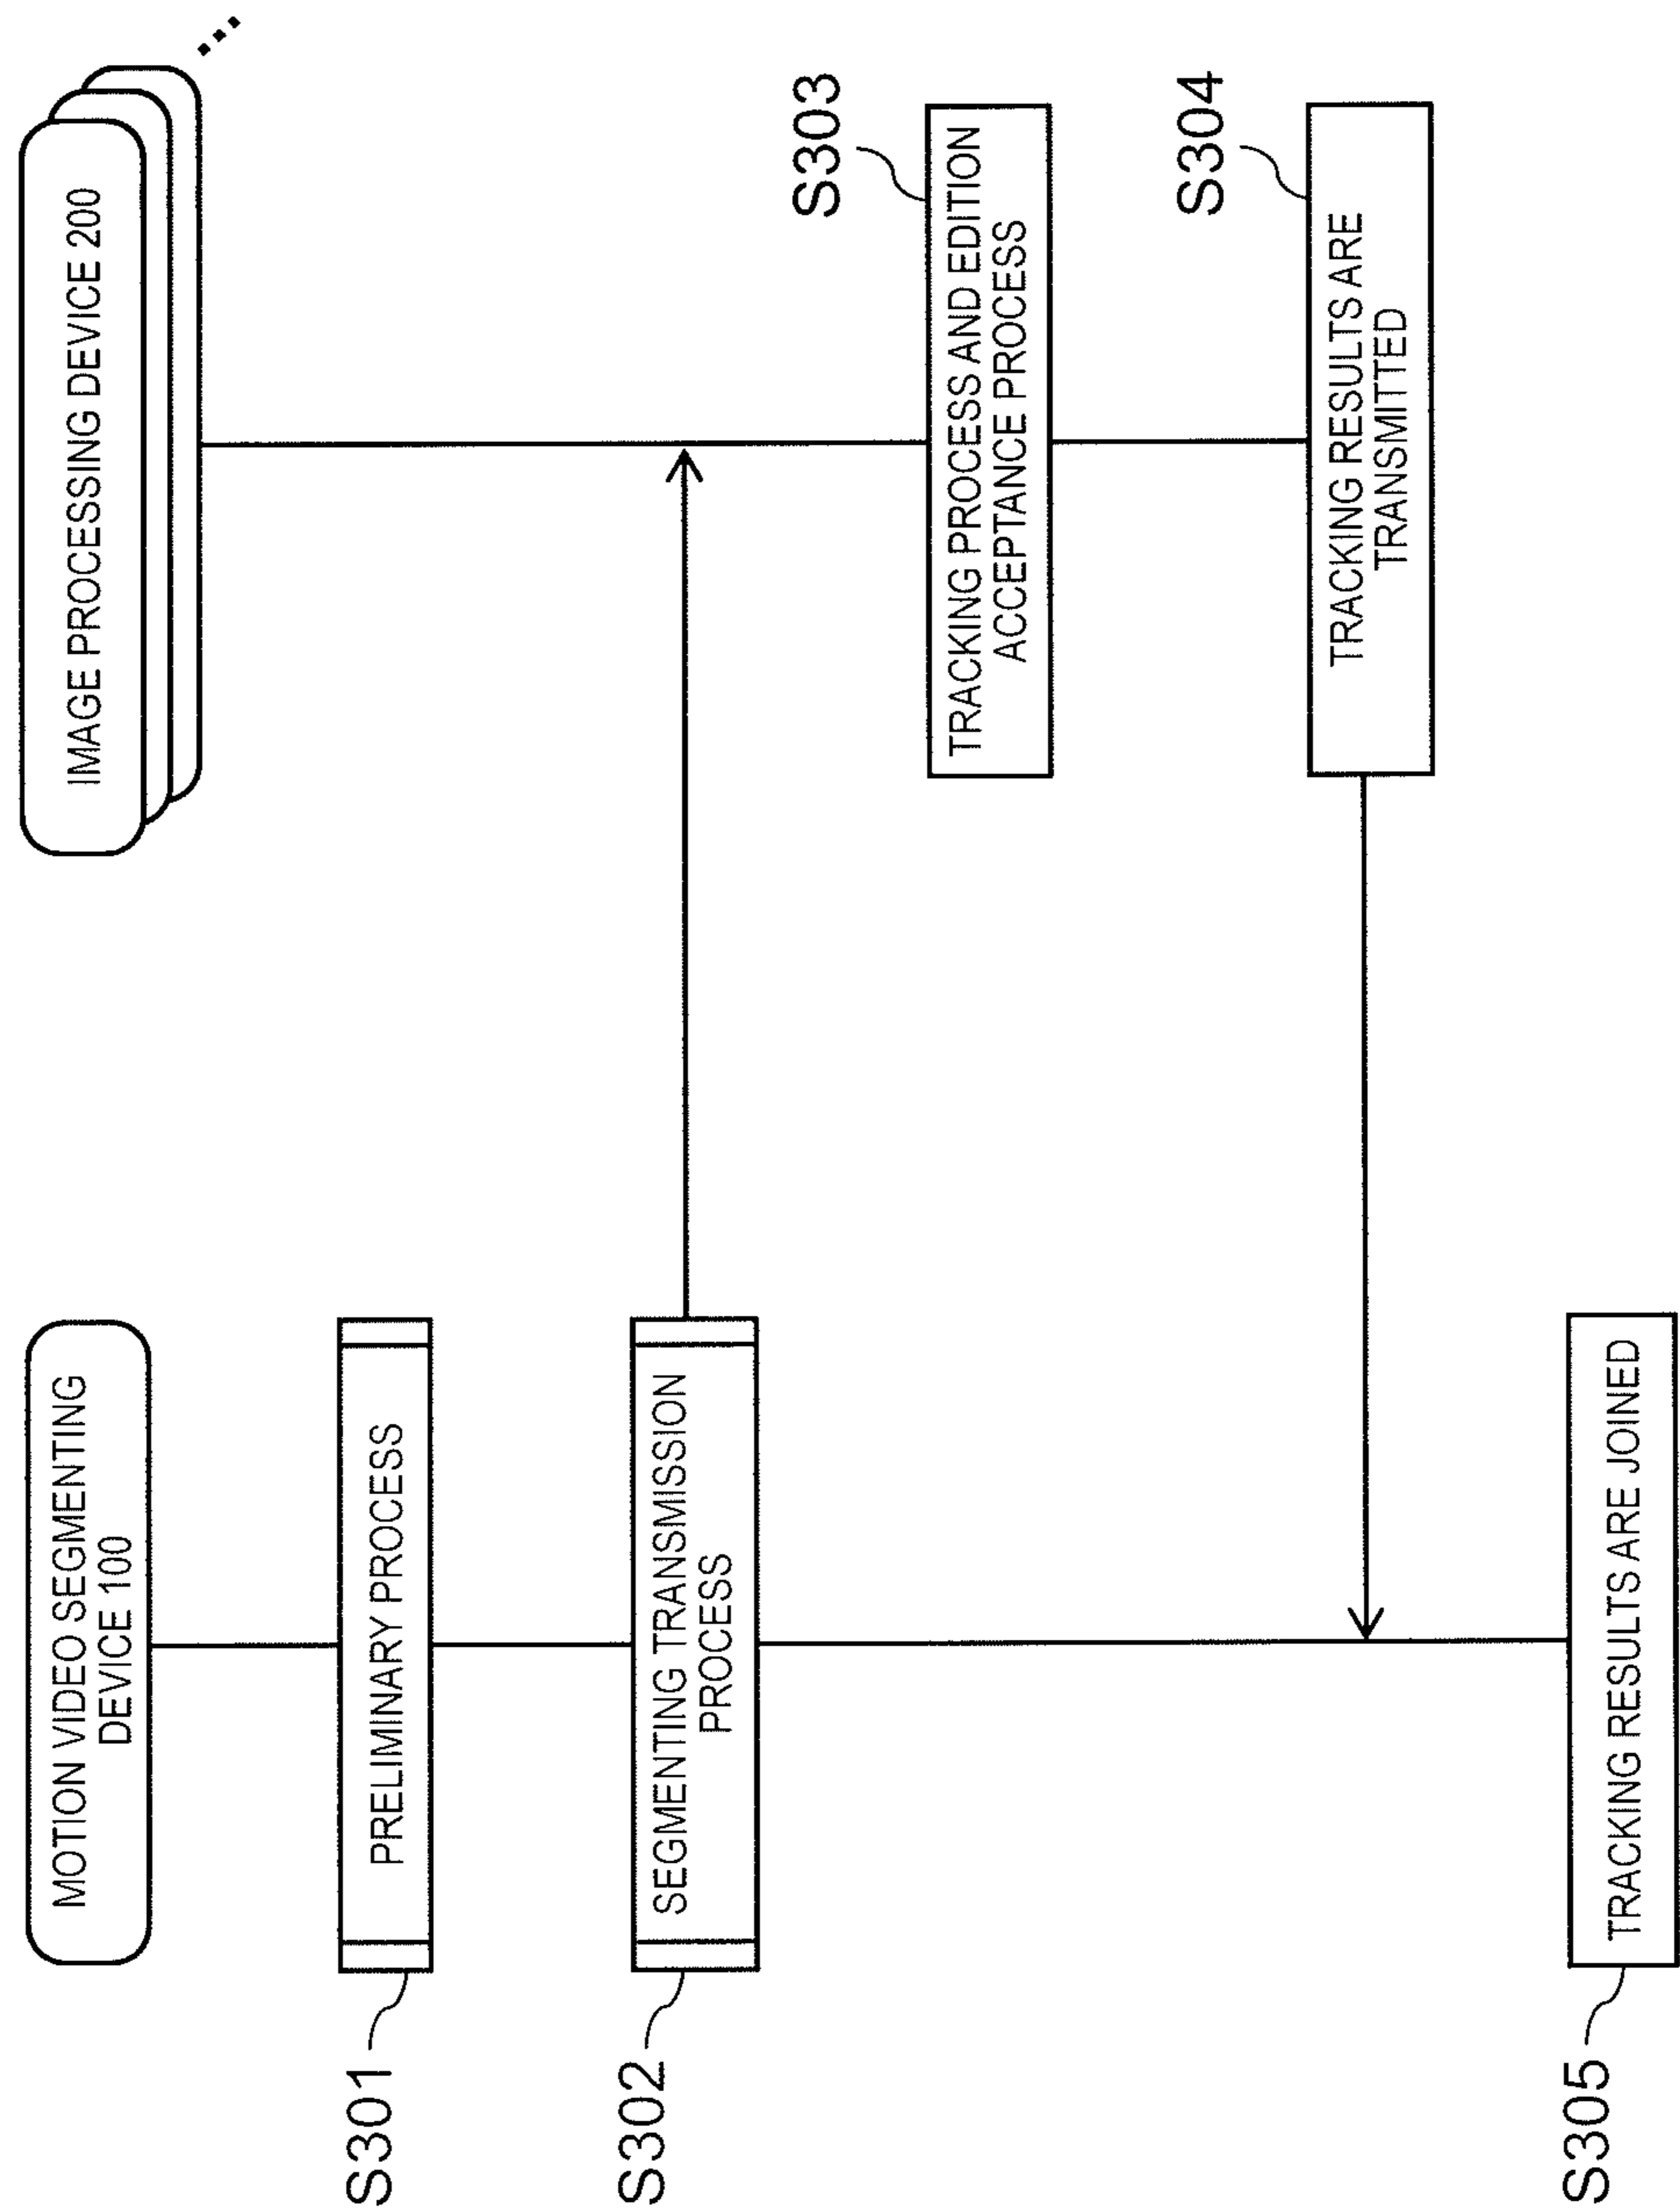 MOTION VIDEO SEGMENTING
DEVICE 100
IMAGE PROCESSING DEVICE 200
S301
PRELIMINARY PROCESS
S302
SEGMENTING TRANSMISSION
PROCESS
S303
TRACKING PROCESS AND EDITION
ACCEPTANCE PROCESS
S304
TRACKING RESULTS ARE
TRANSMITTED
S305
TRACKING RESULTS ARE JOINED